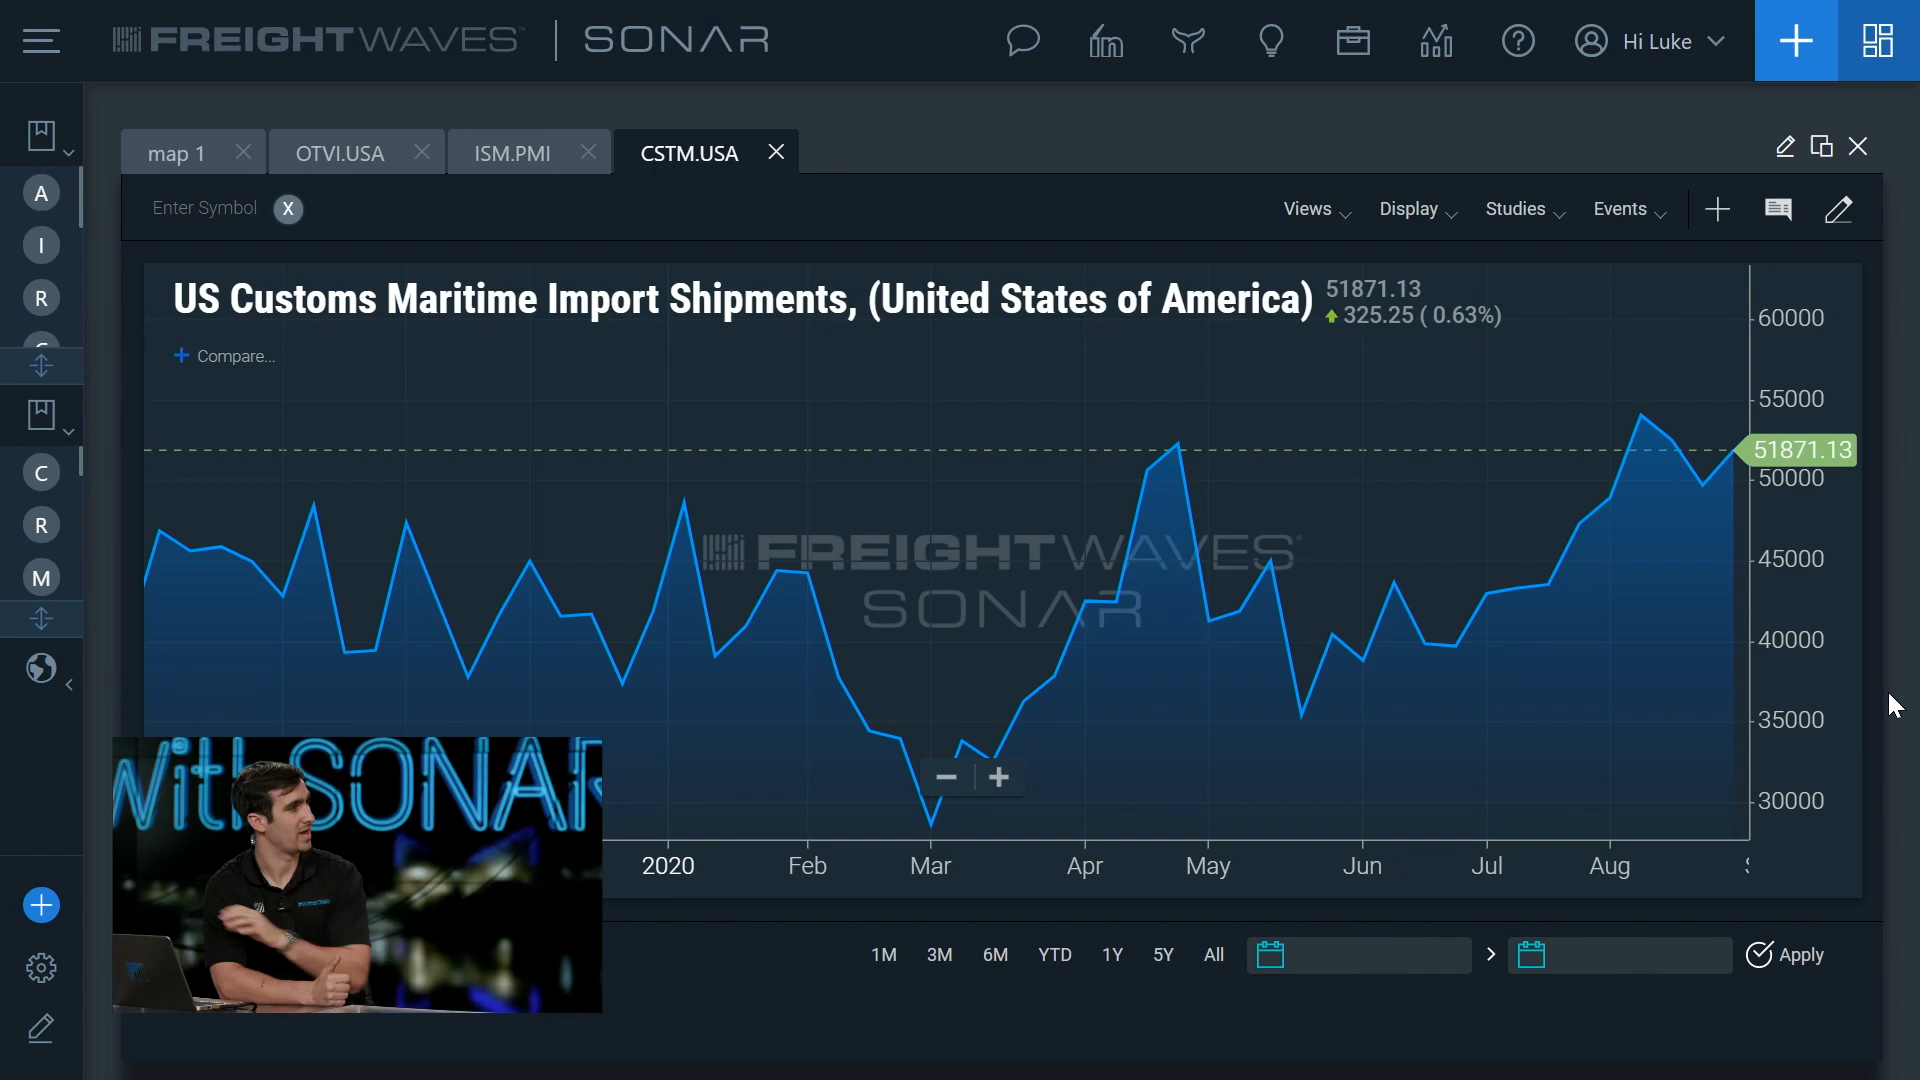 FREIGHTWAVES™ | SONAR
Hi Luke
map 1
OTVI.USA
ISM.PMI
CSTM.USA
Enter Symbol X
Views
Display
Studies
Events
A
I
R
C
R
M
US Customs Maritime Import Shipments, (United States of America)
51871.13
325.25 ( 0.63%)
+ Compare...
60000
55000
51871.13
50000
45000
40000
35000
30000
FREIGHTWAVES
SONAR
2020 Feb Mar Apr May Jun Jul Aug
with SONAR
1M 3M 6M YTD 1Y 5Y All
Apply